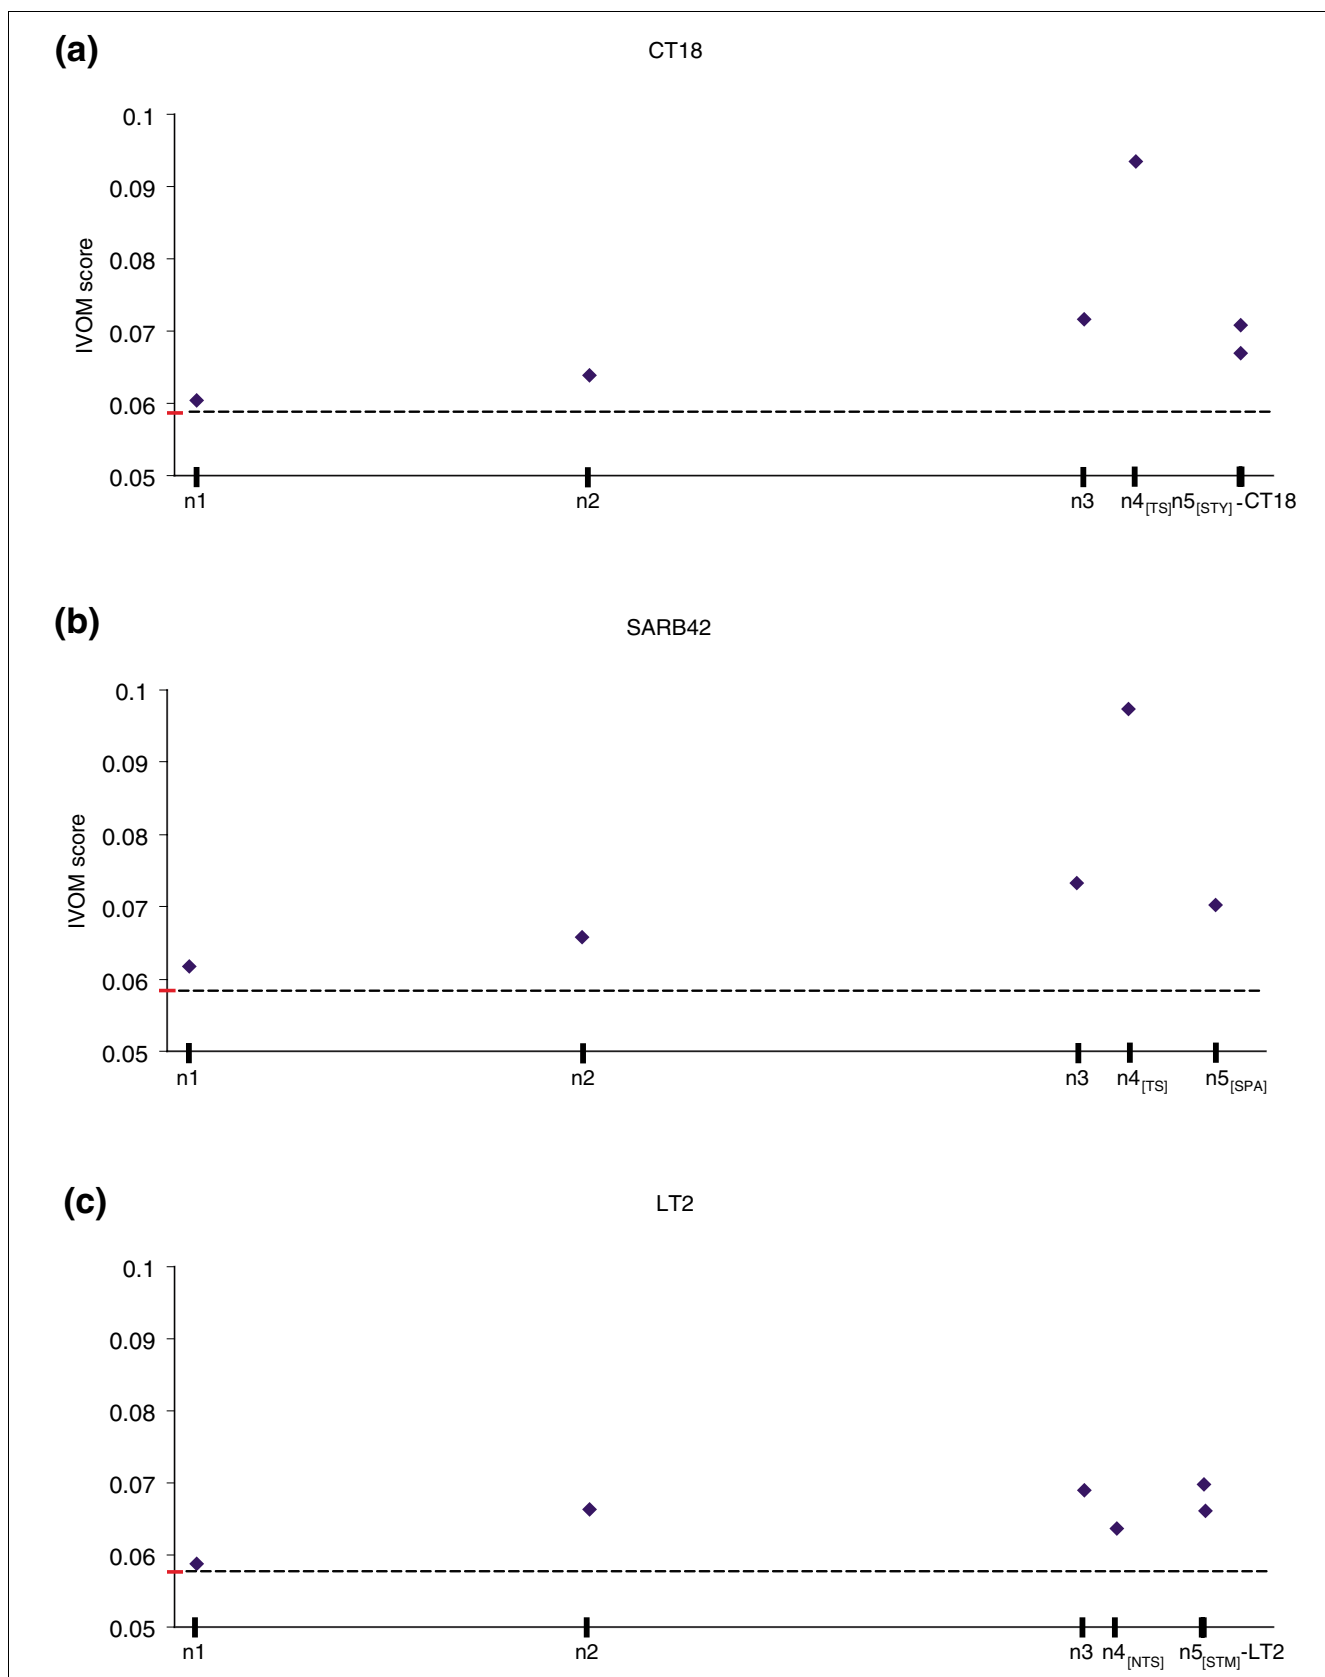 (a)
CT18
0.1
0.09
0.08
0.07
0.06
0.05
IVOM score
n1 n2 n3 n4[TS] n5[STY]-CT18
(b)
SARB42
0.1
0.09
0.08
0.07
0.06
0.05
IVOM score
n1 n2 n3 n4[TS] n5[SPA]
(c)
LT2
0.1
0.09
0.08
0.07
0.06
0.05
n1 n2 n3 n4[NTS] n5[STM]-LT2